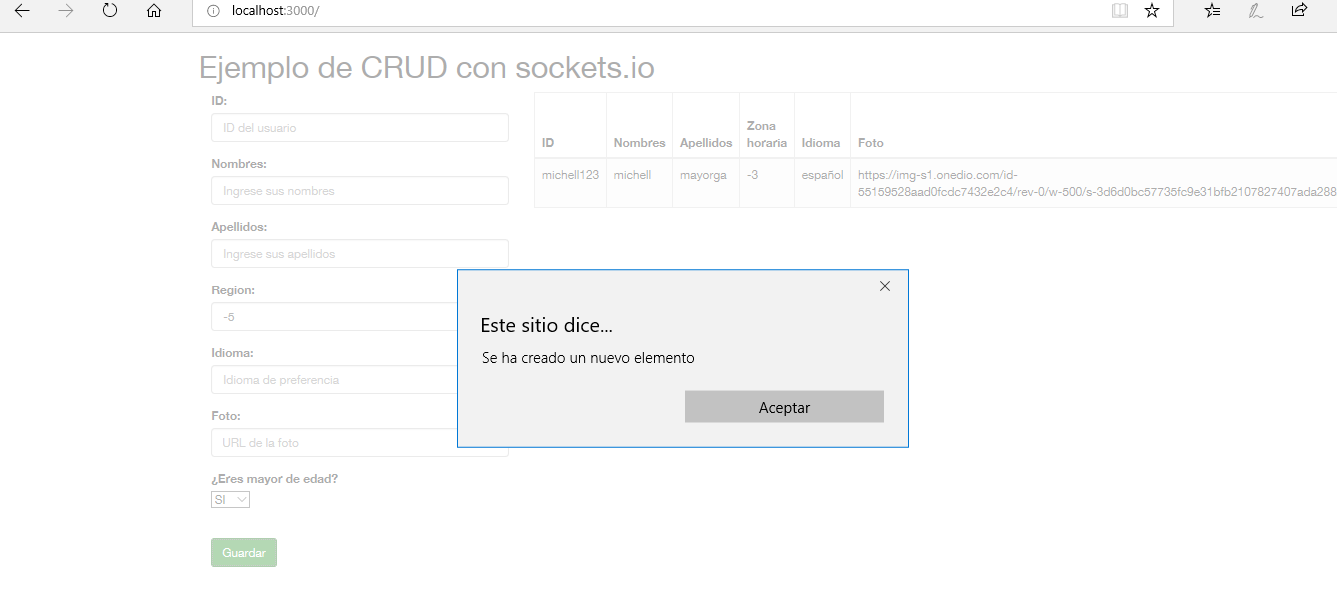 localhost:3000/
Ejemplo de CRUD con sockets.io
ID:
ID del usuario
Nombres:
Ingrese sus nombres
Apellidos:
Ingrese sus apellidos
Region:
-5
Idioma:
Idioma de preferencia
Foto:
URL de la foto
¿Eres mayor de edad?
SI
Guardar
ID Nombres Apellidos Zona horaria Idioma Foto
michell123 michell mayorga -3 español https://img-s1.onedio.com/id-
55159528aad0fcdc7432e2c4/rev-0/w-500/s-3d6d0bc57735fc9e31bfb2107827407ada288
Este sitio dice...
Se ha creado un nuevo elemento
Aceptar